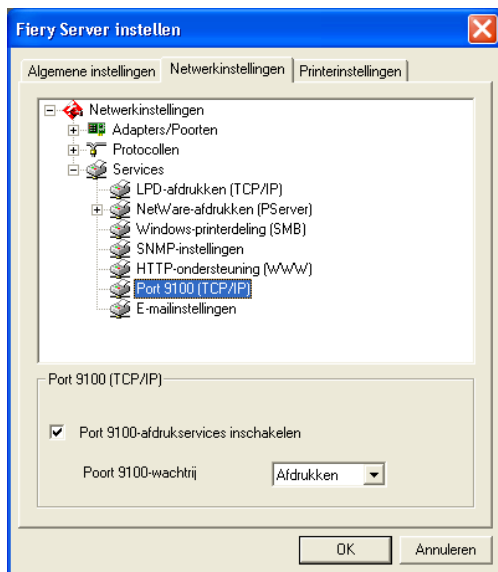 Fiery Server instellen
Algemene instellingen Netwerkinstellingen Printerinstellingen
Netwerkinstellingen
Adapters/Poorten
Protocollen
Services
LPD-afdrukken (TCP/IP)
NetWare-afdrukken (PServer)
Windows-printerdeling (SMB)
SNMP-instellingen
HTTP-ondersteuning (WWW)
Port 9100 (TCP/IP)
E-mailinstellingen
Port 9100 (TCP/IP)
Port 9100-afdrukservices inschakelen
Poort 9100-wachtrij Afdrukken
OK Annuleren